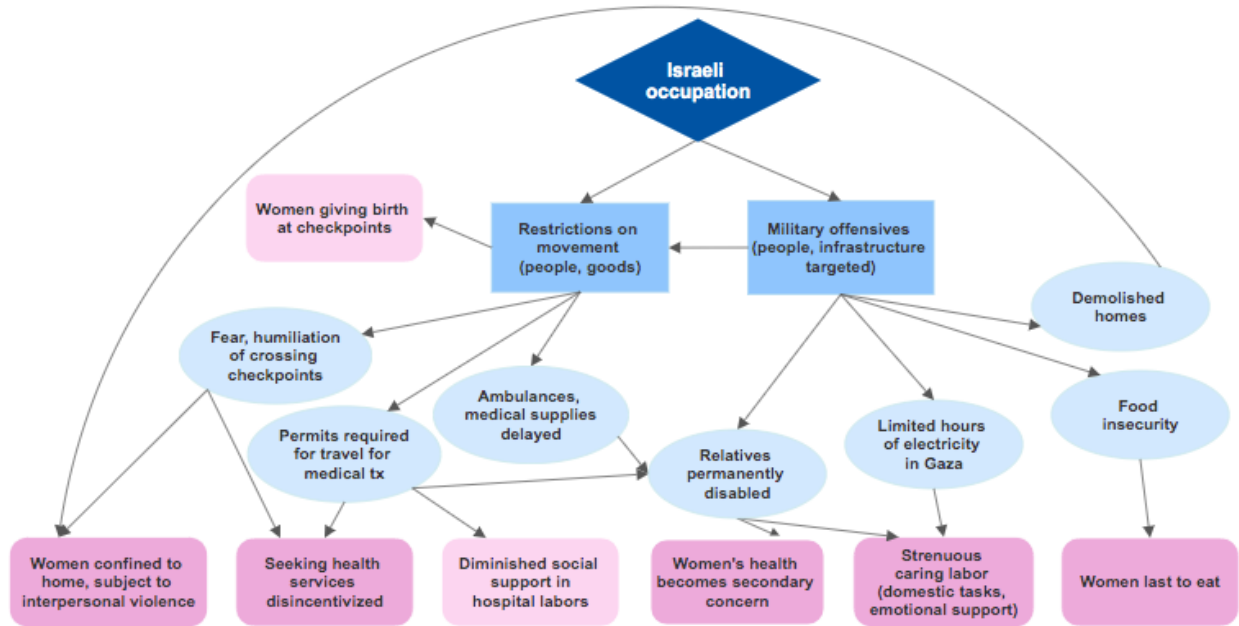 Israeli
occupation
Women giving birth
at checkpoints
Restrictions on
movement
(people, goods)
Military offensives
(people, infrastructure
targeted)
Demolished
homes
Fear, humiliation
of crossing
checkpoints
Ambulances,
medical supplies
delayed
Food
insecurity
Permits required
for travel for
medical tx
Limited hours
of electricity
in Gaza
Relatives
permanently
disabled
Women confined to
home, subject to
interpersonal violence
Seeking health
services
disincentivized
Diminished social
support in
hospital labors
Women's health
becomes secondary
concern
Strenuous
caring labor
(domestic tasks,
emotional support)
Women last to eat